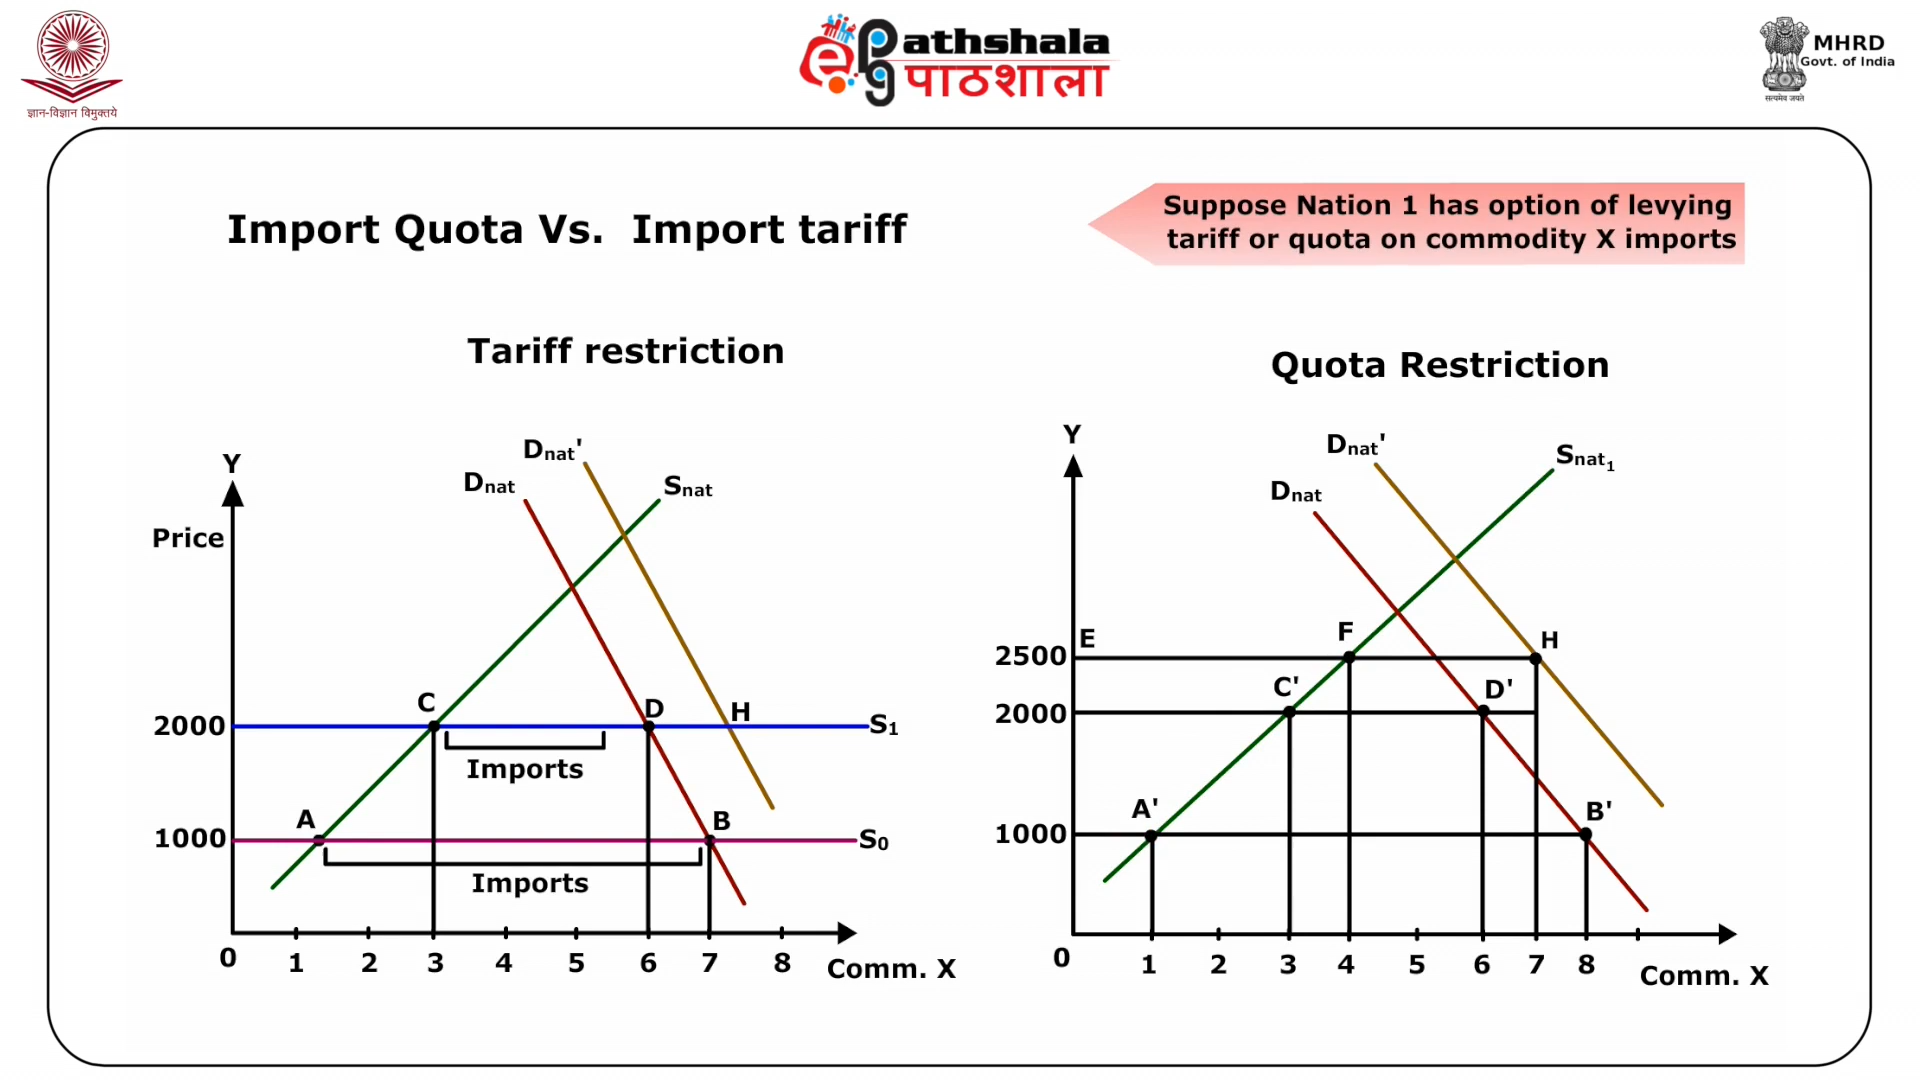 ज्ञान-विज्ञान विमुक्तये
ePG Pathshala
पाठशाला
MHRD
Govt. of India
सत्यमेव जयते
Import Quota Vs. Import tariff
Suppose Nation 1 has option of levying
tariff or quota on commodity X imports
Tariff restriction
Y
Price
Dnat'
Dnat
Snat
2000
C
D
H
S1
Imports
1000
A
B
S0
Imports
0 1 2 3 4 5 6 7 8 Comm. X
Quota Restriction
Y
Dnat'
Dnat
Snat1
2500
E
F
H
2000
C'
D'
1000
A'
B'
0 1 2 3 4 5 6 7 8 Comm. X